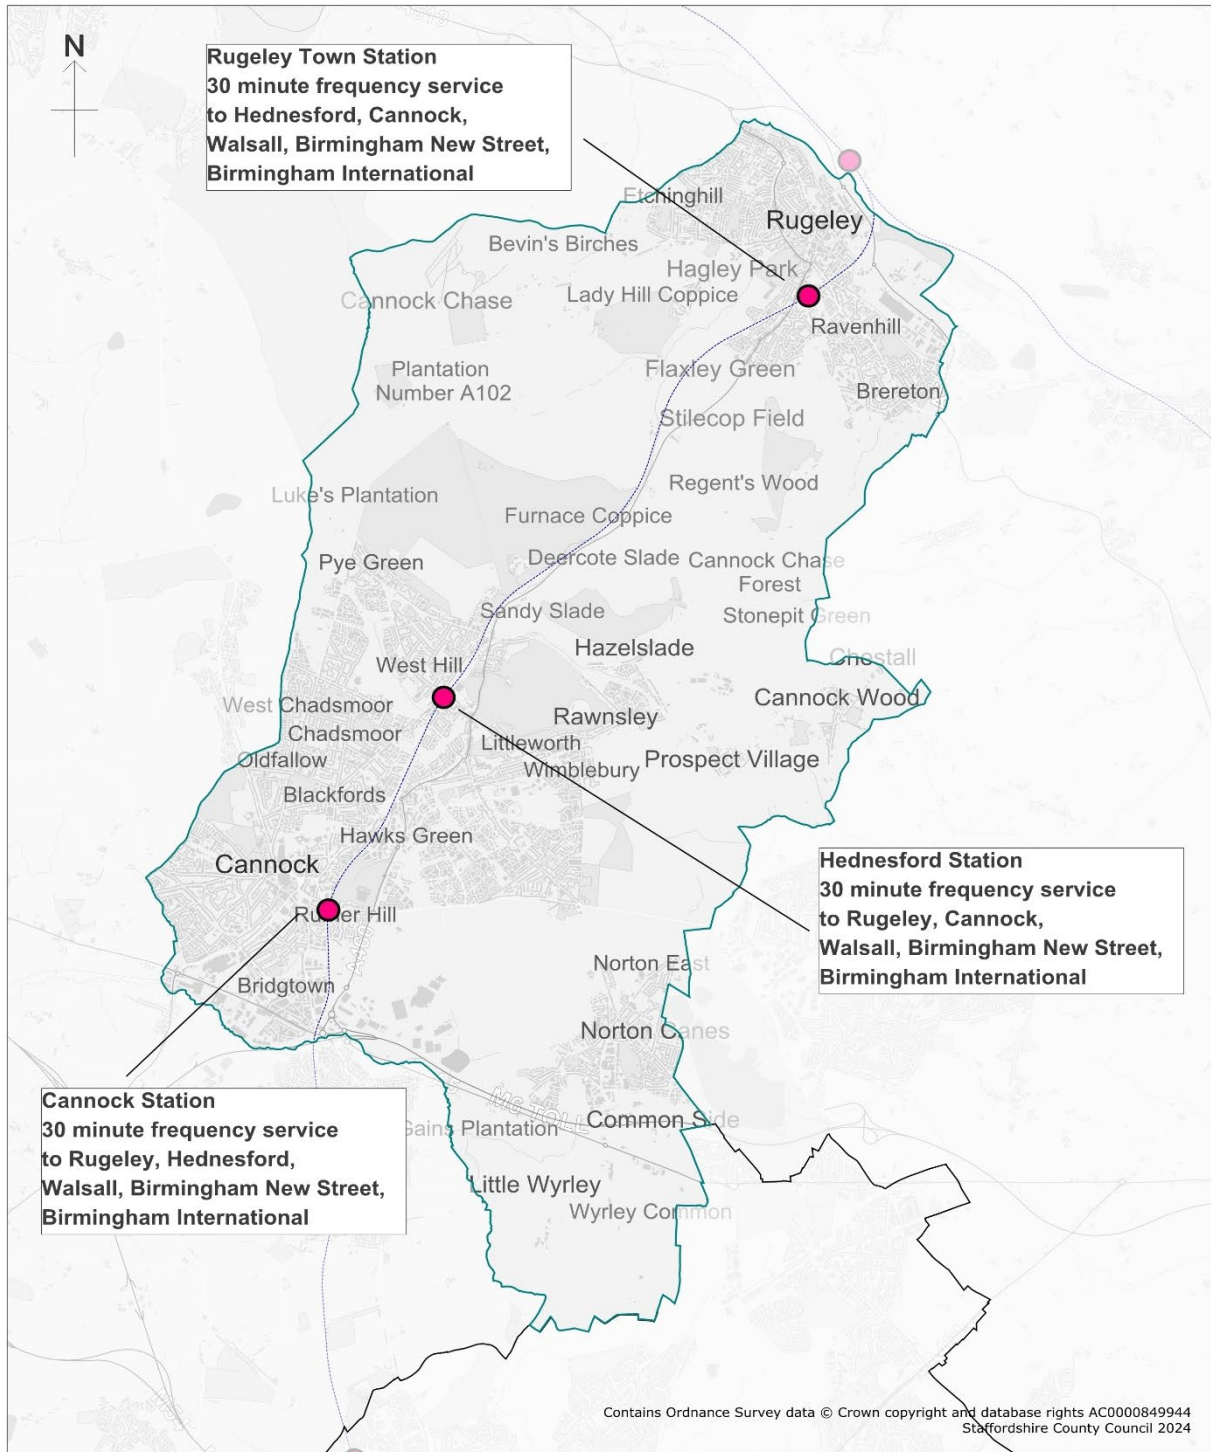 N
Rugeley Town Station
30 minute frequency service
to Hednesford, Cannock,
Walsall, Birmingham New Street,
Birmingham International
Etchinghill
Rugeley
Bevin's Birches
Hagley Park
Cannock Chase
Lady Hill Coppice
Ravenhill
Plantation
Number A102
Flaxley Green
Brereton
Stilecop Field
Regent's Wood
Luke's Plantation
Furnace Coppice
Pye Green
Deercote Slade
Cannock Chase
Forest
Sandy Slade
Stonepit Green
Hazelslade
Chestall
West Hill
Cannock Wood
West Chadsmoor
Rawnsley
Chadsmoor
Littleworth
Oldfallow
Wimblebury
Prospect Village
Blackfords
Hawks Green
Cannock
Hednesford Station
30 minute frequency service
to Rugeley, Cannock,
Walsall, Birmingham New Street,
Birmingham International
Rumer Hill
Norton East
Bridgtown
Norton Canes
Cannock Station
30 minute frequency service
to Rugeley, Hednesford,
Walsall, Birmingham New Street,
Birmingham International
M6 TOLL
Common Side
Gains Plantation
Little Wyrley
Wyrley Common
Contains Ordnance Survey data © Crown copyright and database rights AC0000849944
Staffordshire County Council 2024